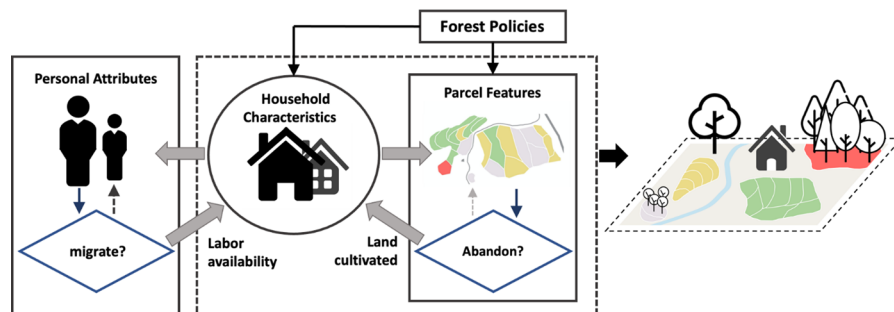 Forest Policies
Personal Attributes
Household
Characteristics
Parcel Features
migrate?
Labor
availability
Land
cultivated
Abandon?